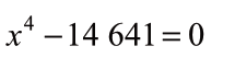 x⁴ – 14 641 = 0